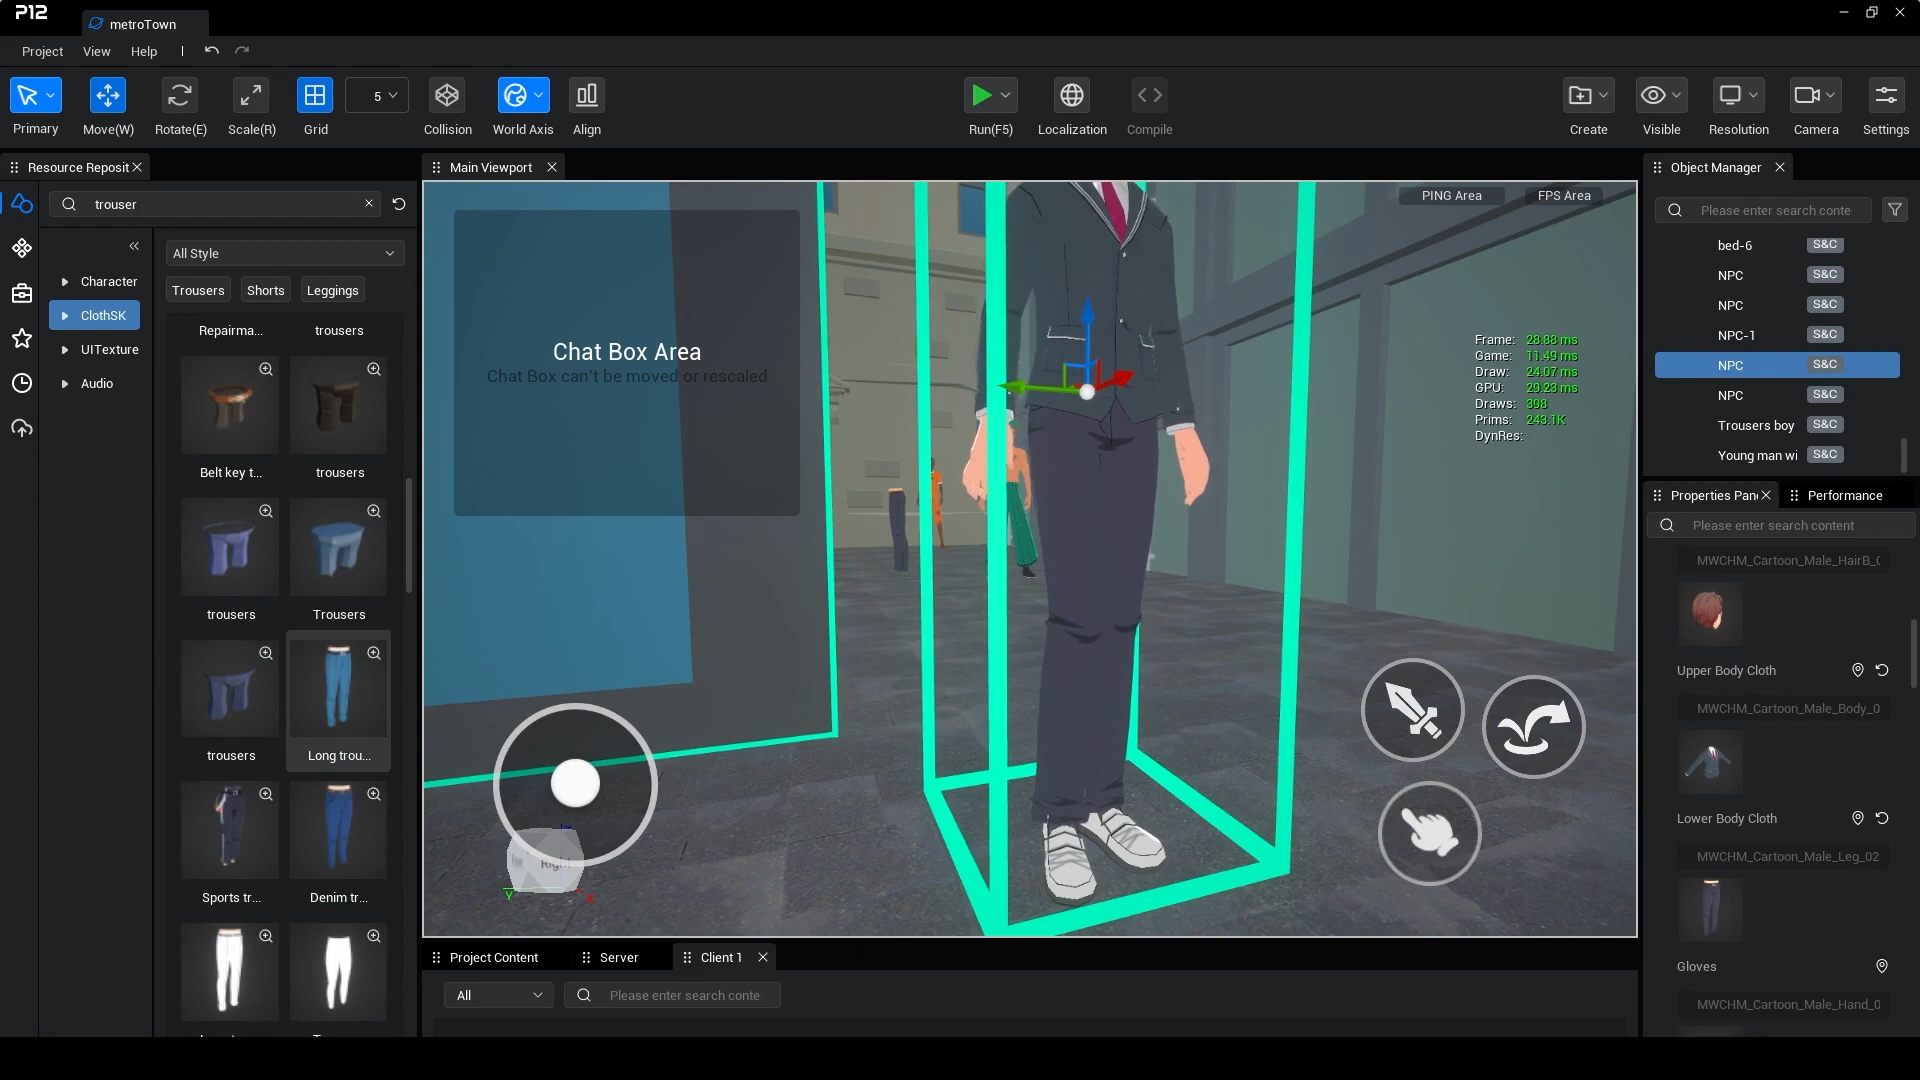 P12
metroTown
Project View Help
5
Primary Move(W) Rotate(E) Scale(R) Grid Collision World Axis Align Run(F5) Localization Compile Create Visible Resolution Camera Settings
Resource Reposit
trouser
All Style
Trousers Shorts Leggings
Character
ClothSK
UITexture
Audio
Repairma... trousers
Belt key t... trousers
trousers Trousers
trousers Long trou...
Sports tr... Denim tr...
Main Viewport
PING Area FPS Area
Chat Box Area
Chat Box can't be moved or rescaled
Frame: 28.88 ms
Game: 11.49 ms
Draw: 24.07 ms
GPU: 29.23 ms
Draws: 398
Prims: 243.1K
DynRes:
Right
Y X
Project Content Server Client 1
All Please enter search conte
Object Manager
Please enter search conte
bed-6 S&C
NPC S&C
NPC S&C
NPC-1 S&C
NPC S&C
NPC S&C
Trousers boy S&C
Young man wi S&C
Properties Pan Performance
Please enter search content
MWCHM_Cartoon_Male_HairB_0
Upper Body Cloth
MWCHM_Cartoon_Male_Body_0
Lower Body Cloth
MWCHM_Cartoon_Male_Leg_02
Gloves
MWCHM_Cartoon_Male_Hand_0